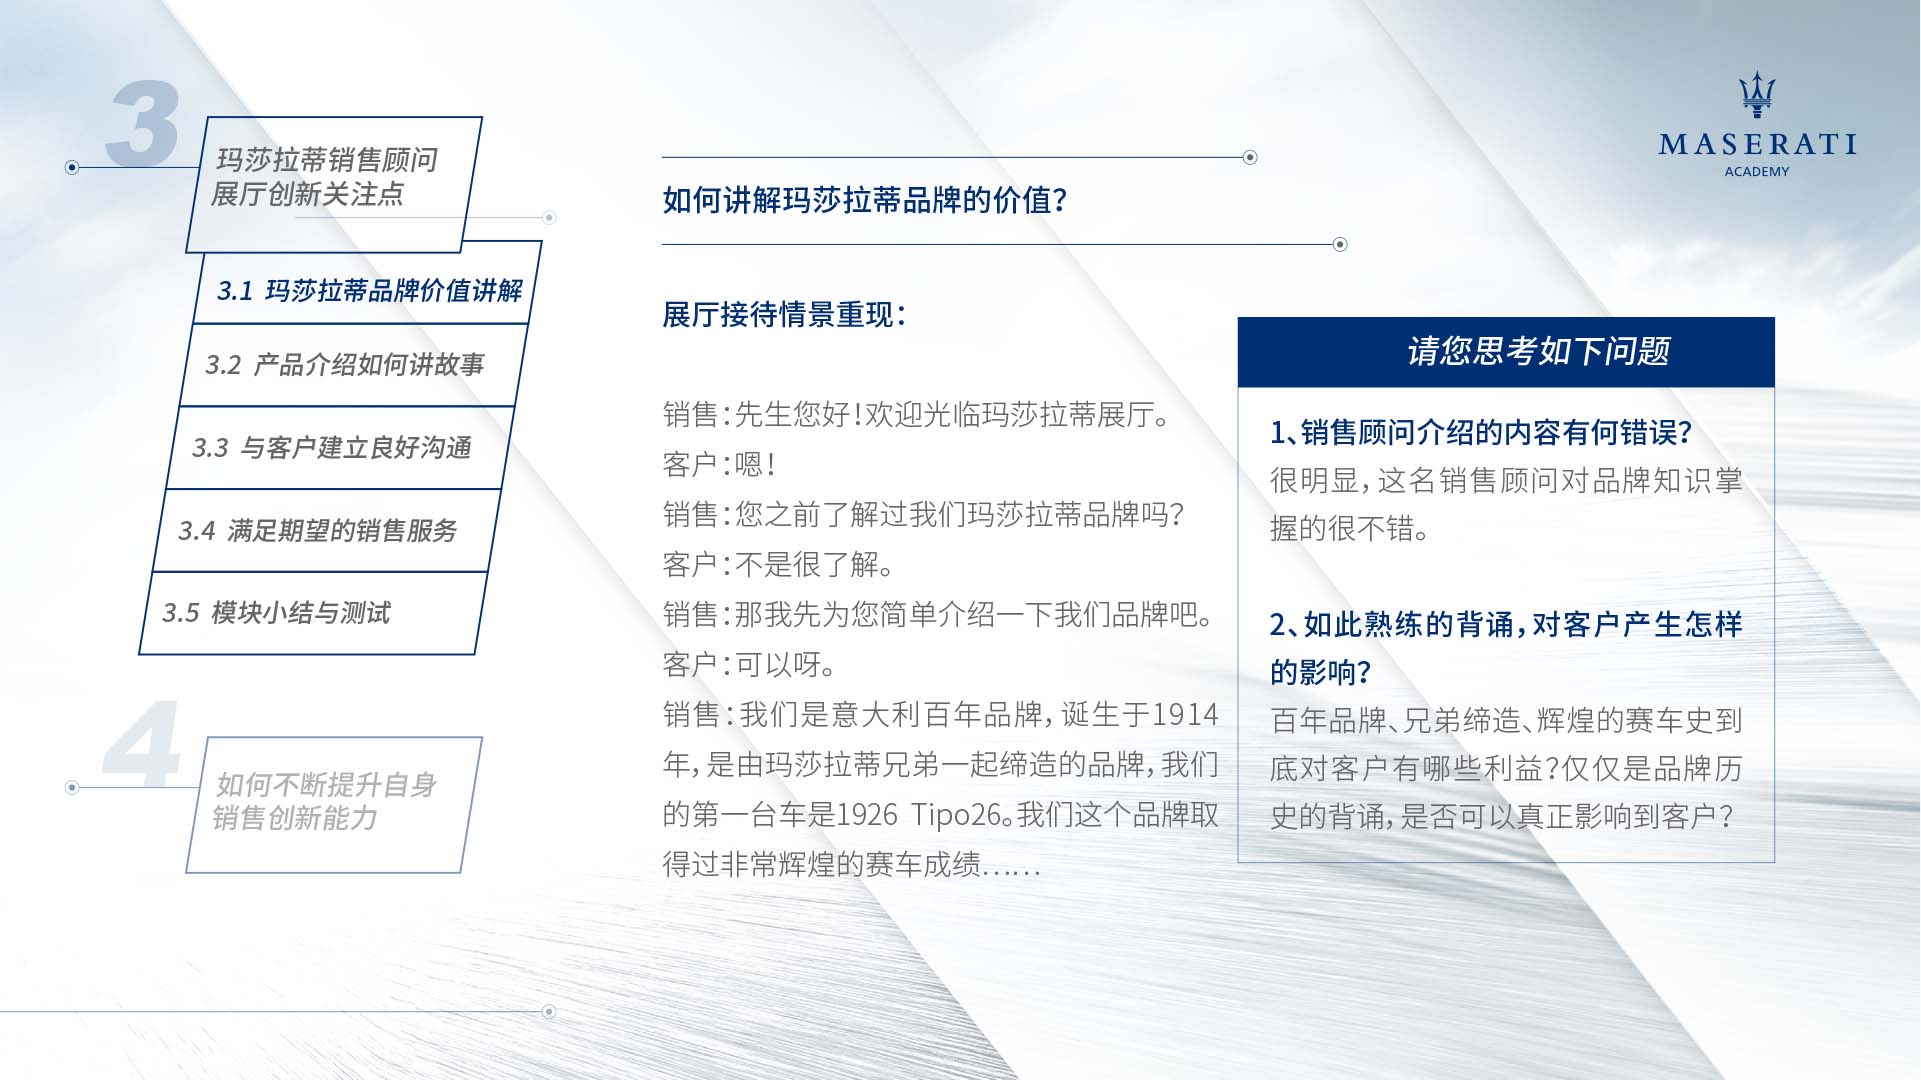 3
玛莎拉蒂销售顾问
展厅创新关注点
3.1 玛莎拉蒂品牌价值讲解
3.2 产品介绍如何讲故事
3.3 与客户建立良好沟通
3.4 满足期望的销售服务
3.5 模块小结与测试
4
如何不断提升自身
销售创新能力
如何讲解玛莎拉蒂品牌的价值？
展厅接待情景重现：
销售：先生您好！欢迎光临玛莎拉蒂展厅。
客户：嗯！
销售：您之前了解过我们玛莎拉蒂品牌吗？
客户：不是很了解。
销售：那我先为您简单介绍一下我们品牌吧。
客户：可以呀。
销售：我们是意大利百年品牌，诞生于1914
年，是由玛莎拉蒂兄弟一起缔造的品牌，我们
的第一台车是1926 Tipo26。我们这个品牌取
得过非常辉煌的赛车成绩……
MASERATI
ACADEMY
请您思考如下问题
1、销售顾问介绍的内容有何错误？
很明显，这名销售顾问对品牌知识掌
握的很不错。
2、如此熟练的背诵，对客户产生怎样
的影响？
百年品牌、兄弟缔造、辉煌的赛车史到
底对客户有哪些利益？仅仅是品牌历
史的背诵，是否可以真正影响到客户？